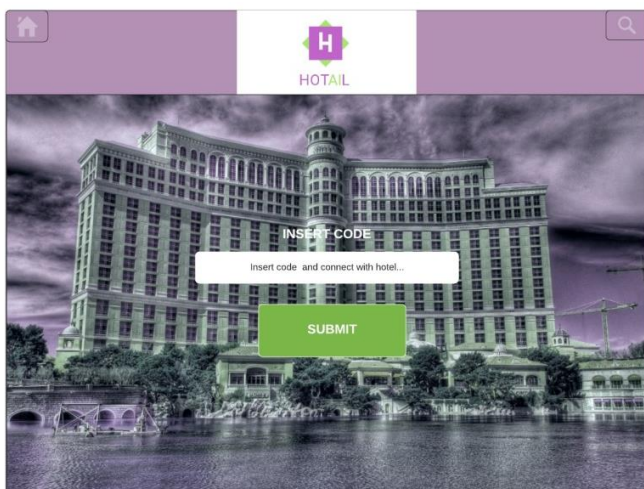 H
HOTAIL
INSERT CODE
Insert code  and connect with hotel...
SUBMIT